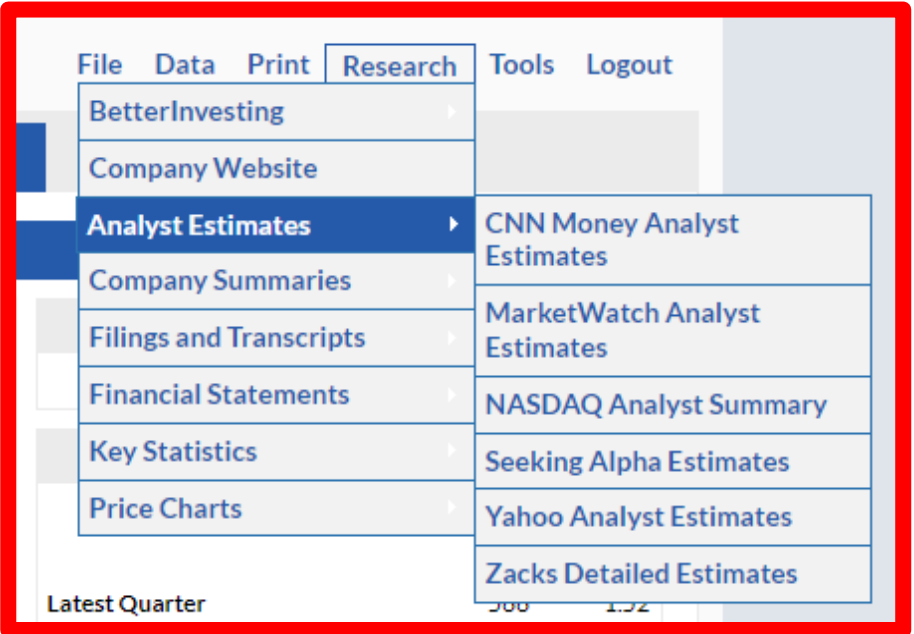 File Data Print Research Tools Logout
BetterInvesting
Company Website
Analyst Estimates
Company Summaries
Filings and Transcripts
Financial Statements
Key Statistics
Price Charts
CNN Money Analyst
Estimates
MarketWatch Analyst
Estimates
NASDAQ Analyst Summary
Seeking Alpha Estimates
Yahoo Analyst Estimates
Zacks Detailed Estimates
Latest Quarter